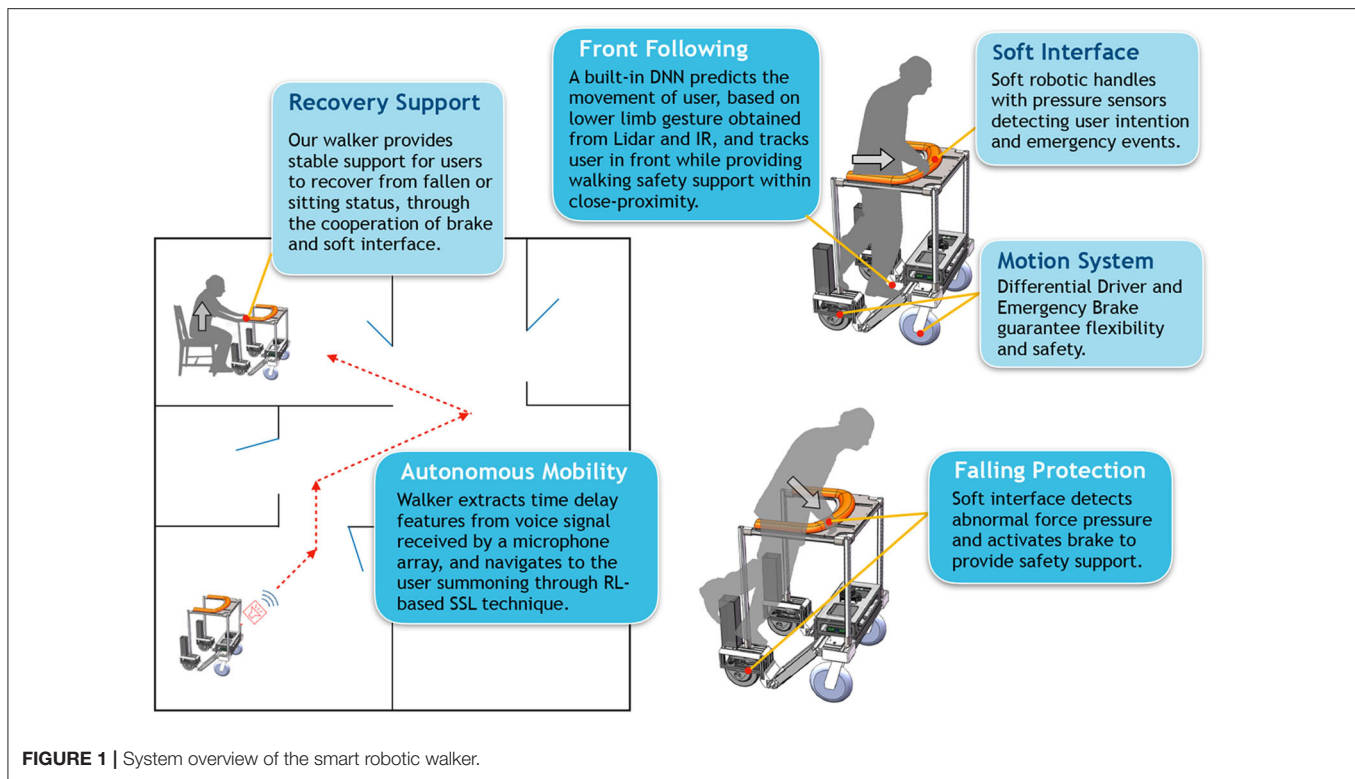 Recovery Support
Our walker provides
stable support for users
to recover from fallen or
sitting status, through
the cooperation of brake
and soft interface.
Front Following
A built-in DNN predicts the
movement of user, based on
lower limb gesture obtained
from Lidar and IR, and tracks
user in front while providing
walking safety support within
close-proximity.
Soft Interface
Soft robotic handles
with pressure sensors
detecting user intention
and emergency events.
Motion System
Differential Driver and
Emergency Brake
guarantee flexibility
and safety.
Autonomous Mobility
Walker extracts time delay
features from voice signal
received by a microphone
array, and navigates to the
user summoning through RL-
based SSL technique.
Falling Protection
Soft interface detects
abnormal force pressure
and activates brake to
provide safety support.
FIGURE 1 | System overview of the smart robotic walker.